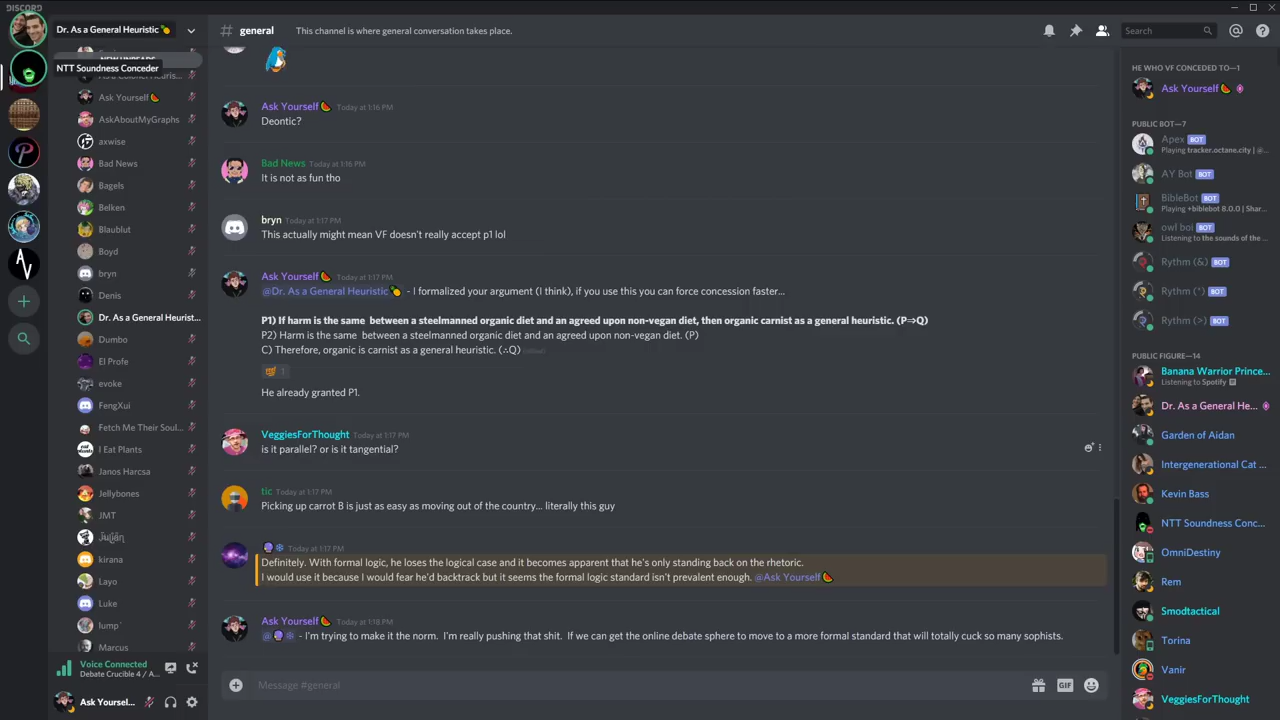 DISCORD
Dr. As a General Heuristic
NEW UNREADS
NTT Soundness Conceder
Ask Yourself
AskAboutMyGraphs
axwise
Bad News
Bagels
Belken
Blaublut
Boyd
bryn
Denis
Dr. As a General Heurist...
Dumbo
El Profe
evoke
FengXui
Fetch Me Their Soul...
I Eat Plants
Janos Harcsa
Jellybones
JMT
kirana
Layo
Luke
lump
Marcus
Voice Connected
Debate Crucible 4 / A...
Ask Yoursel...
# general
This channel is where general conversation takes place.
Search
Ask Yourself Today at 1:16 PM
Deontic?
Bad News Today at 1:16 PM
It is not as fun tho
bryn Today at 1:17 PM
This actually might mean VF doesn't really accept p1 lol
Ask Yourself Today at 1:17 PM
@Dr. As a General Heuristic - I formalized your argument (I think), if you use this you can force concession faster...
P1) If harm is the same between a steelmanned organic diet and an agreed upon non-vegan diet, then organic carnist as a general heuristic. (P⇒Q)
P2) Harm is the same between a steelmanned organic diet and an agreed upon non-vegan diet. (P)
C) Therefore, organic is carnist as a general heuristic. (∴Q) (edited)
1
He already granted P1.
VeggiesForThought Today at 1:17 PM
is it parallel? or is it tangential?
tic Today at 1:17 PM
Picking up carrot B is just as easy as moving out of the country... literally this guy
Today at 1:17 PM
Definitely. With formal logic, he loses the logical case and it becomes apparent that he's only standing back on the rhetoric.
I would use it because I would fear he'd backtrack but it seems the formal logic standard isn't prevalent enough. @Ask Yourself
Ask Yourself Today at 1:18 PM
@ - I'm trying to make it the norm. I'm really pushing that shit. If we can get the online debate sphere to move to a more formal standard that will totally cuck so many sophists.
Message #general
GIF
HE WHO VF CONCEDED TO—1
Ask Yourself
PUBLIC BOT—7
Apex BOT
Playing tracker.octane.city | @...
AY Bot BOT
BibleBot BOT
Playing +biblebot 8.0.0 | Shar...
owl boi BOT
Listening to the sounds of the ...
Rythm (&) BOT
Rythm (") BOT
Rythm (>) BOT
PUBLIC FIGURE—14
Banana Warrior Prince...
Listening to Spotify
Dr. As a General He...
Garden of Aidan
Intergenerational Cat ...
Kevin Bass
NTT Soundness Conc...
OmniDestiny
Rem
Smodtactical
Torina
Vanir
VeggiesForThought